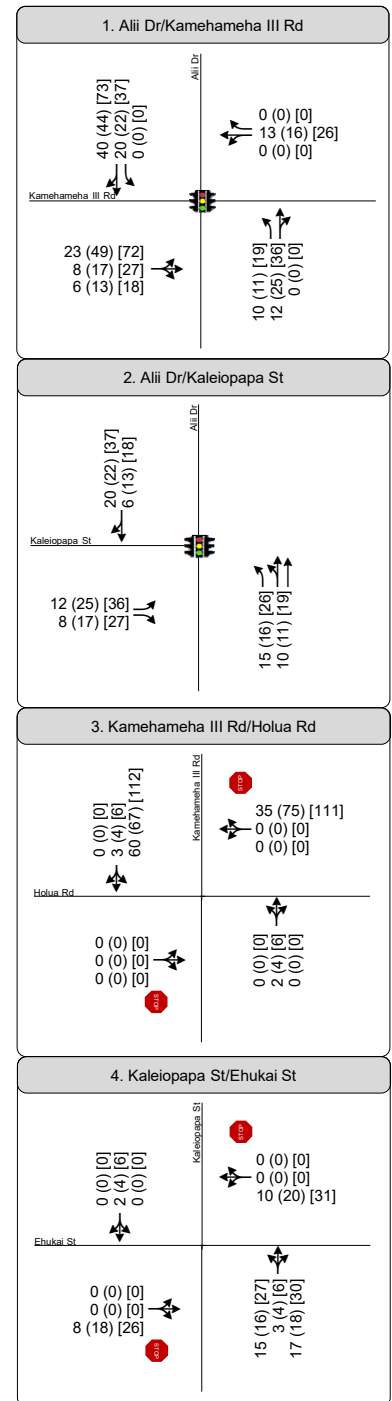 1. Alii Dr/Kamehameha III Rd
Alii Dr
40 (44) [73]
20 (22) [37]
0 (0) [0]
0 (0) [0]
13 (16) [26]
0 (0) [0]
Kamehameha III Rd
23 (49) [72]
8 (17) [27]
6 (13) [18]
10 (11) [19]
12 (25) [36]
0 (0) [0]
2. Alii Dr/Kaleiopapa St
Alii Dr
20 (22) [37]
6 (13) [18]
Kaleiopapa St
12 (25) [36]
8 (17) [27]
15 (16) [26]
10 (11) [19]
3. Kamehameha III Rd/Holua Rd
Kamehameha III Rd
STOP
0 (0) [0]
3 (4) [6]
60 (67) [112]
35 (75) [111]
0 (0) [0]
0 (0) [0]
Holua Rd
0 (0) [0]
0 (0) [0]
0 (0) [0]
STOP
0 (0) [0]
2 (4) [6]
0 (0) [0]
4. Kaleiopapa St/Ehukai St
Kaleiopapa St
STOP
0 (0) [0]
2 (4) [6]
0 (0) [0]
0 (0) [0]
0 (0) [0]
10 (20) [31]
Ehukai St
0 (0) [0]
0 (0) [0]
8 (18) [26]
STOP
15 (16) [27]
3 (4) [6]
17 (18) [30]